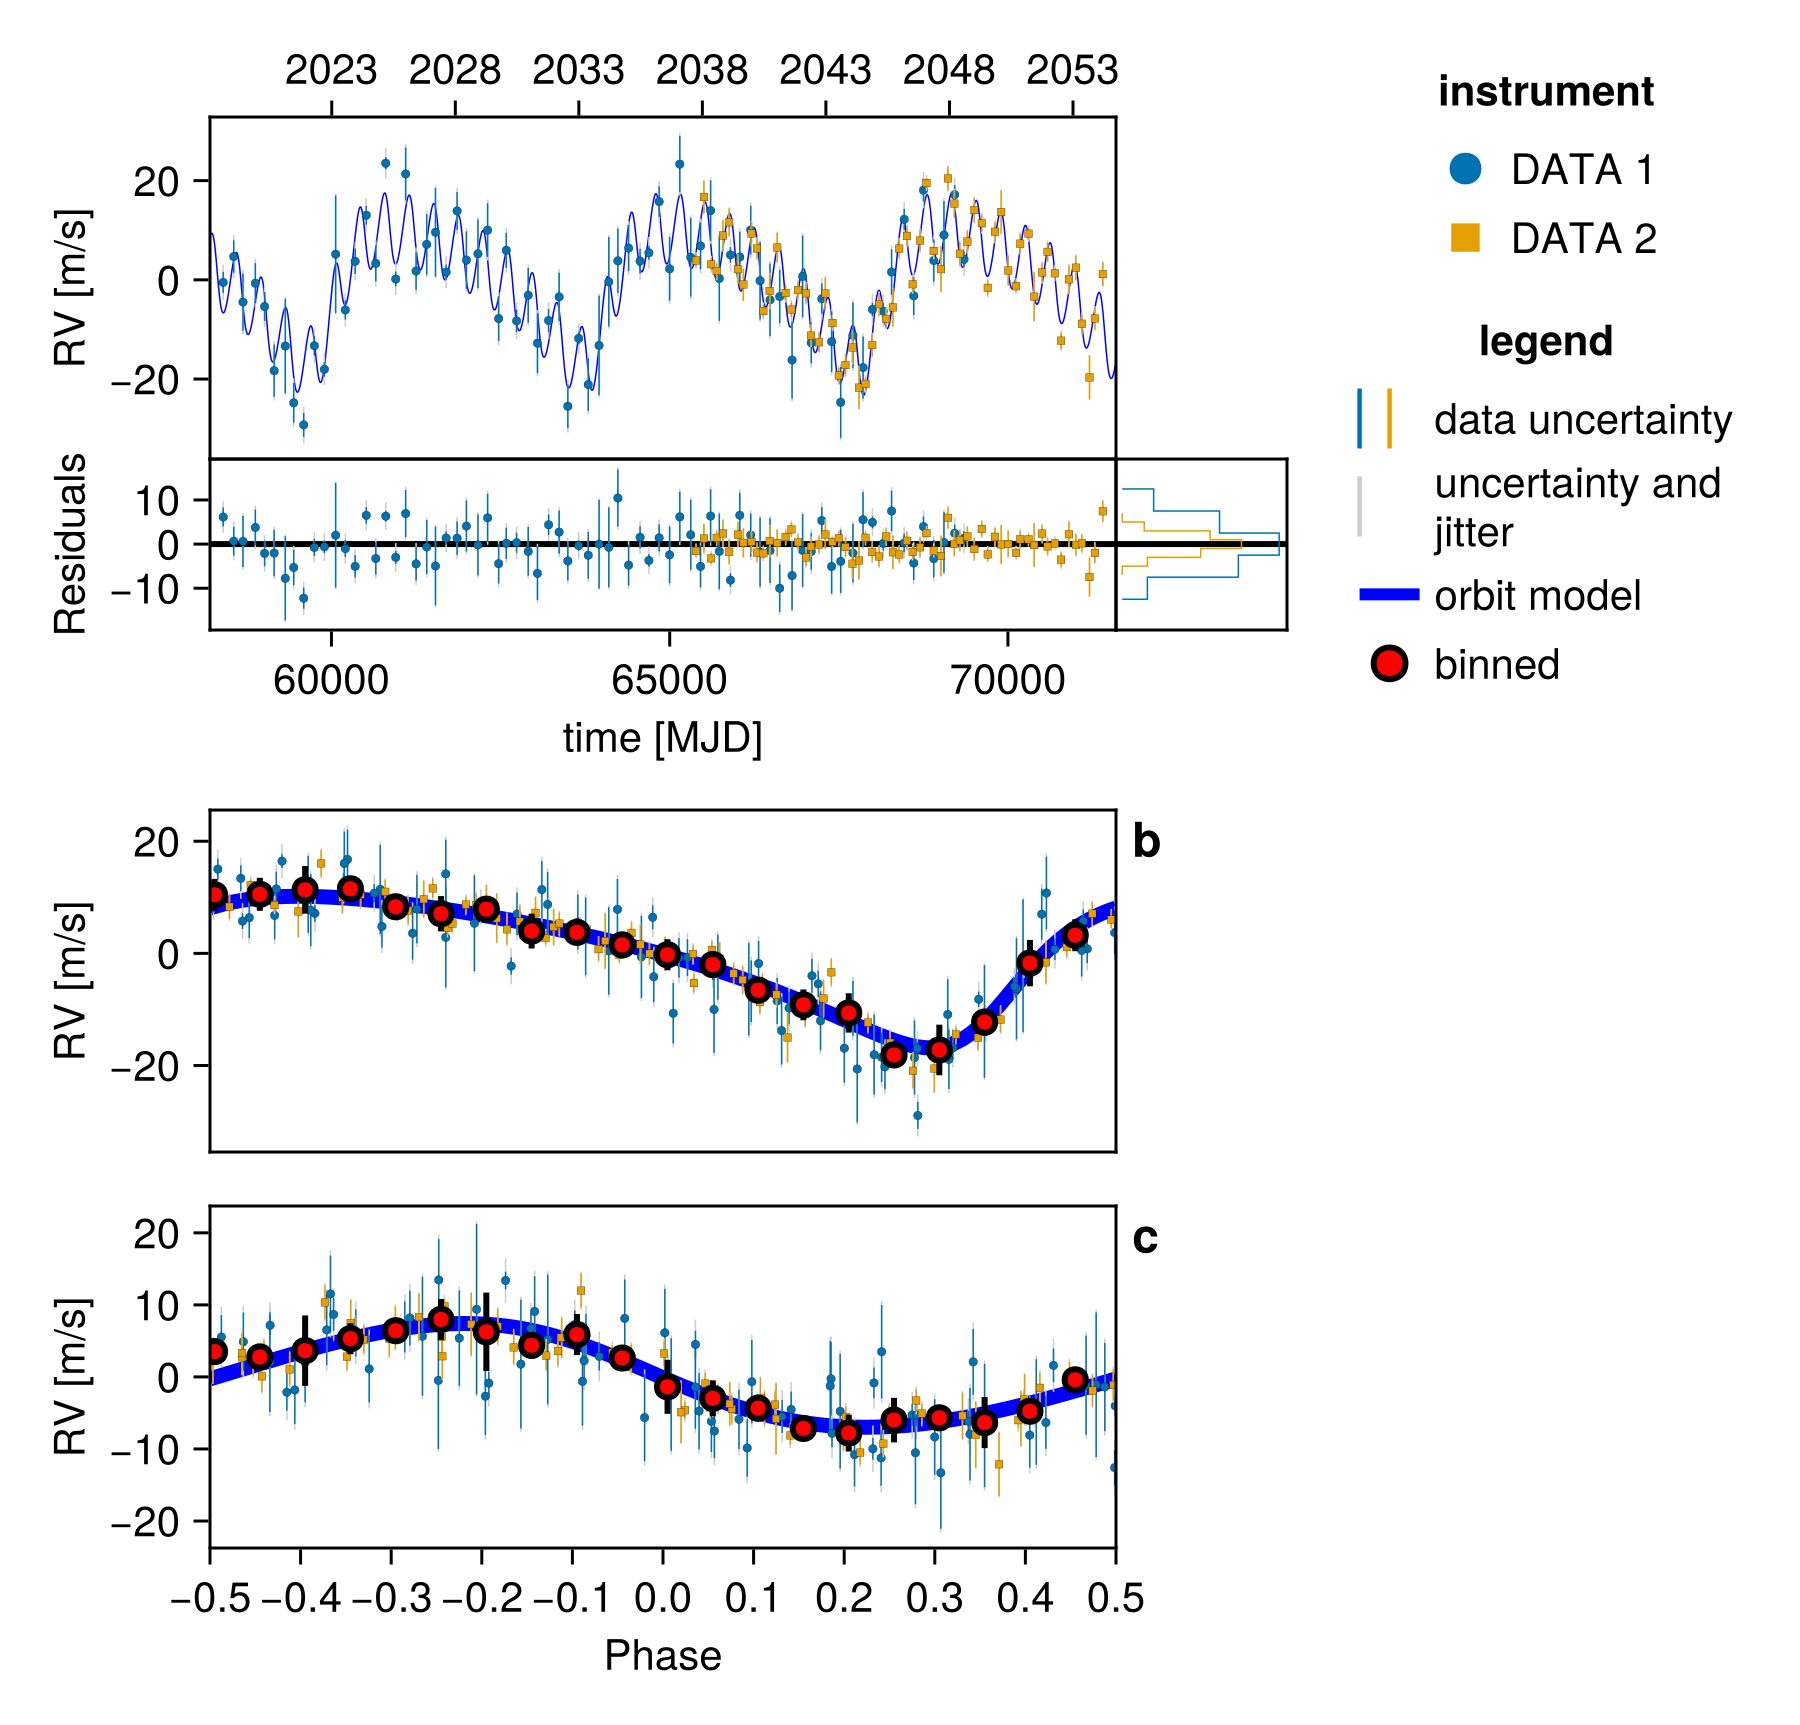 2023 2028 2033 2038 2043 2048 2053
RV [m/s]
20
0
−20
Residuals
10
0
−10
60000 65000 70000
time [MJD]
instrument
DATA 1
DATA 2
legend
data uncertainty
uncertainty and
jitter
orbit model
binned
b
RV [m/s]
20
0
−20
c
RV [m/s]
20
10
0
−10
−20
−0.5 −0.4 −0.3 −0.2 −0.1 0.0 0.1 0.2 0.3 0.4 0.5
Phase